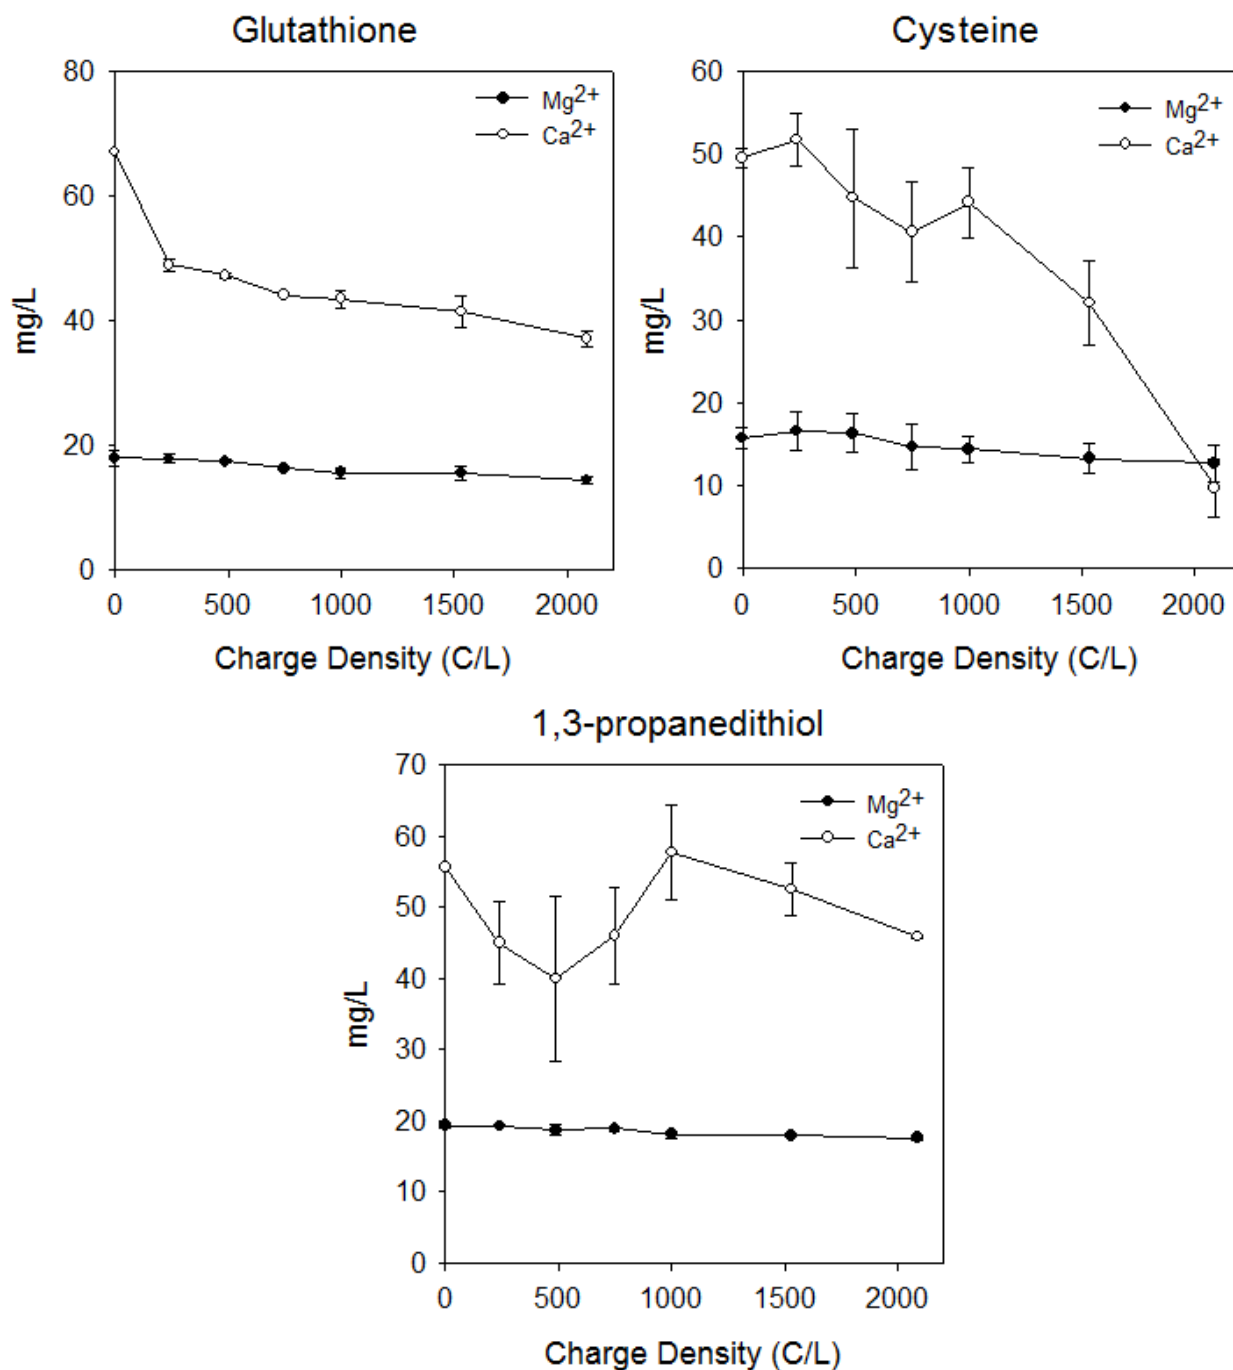 Glutathione
80
60
40
20
0
mg/L
Mg2+
Ca2+
0 500 1000 1500 2000
Charge Density (C/L)
Cysteine
60
50
40
30
20
10
0
mg/L
Mg2+
Ca2+
0 500 1000 1500 2000
Charge Density (C/L)
1,3-propanedithiol
70
60
50
40
30
20
10
0
mg/L
Mg2+
Ca2+
0 500 1000 1500 2000
Charge Density (C/L)